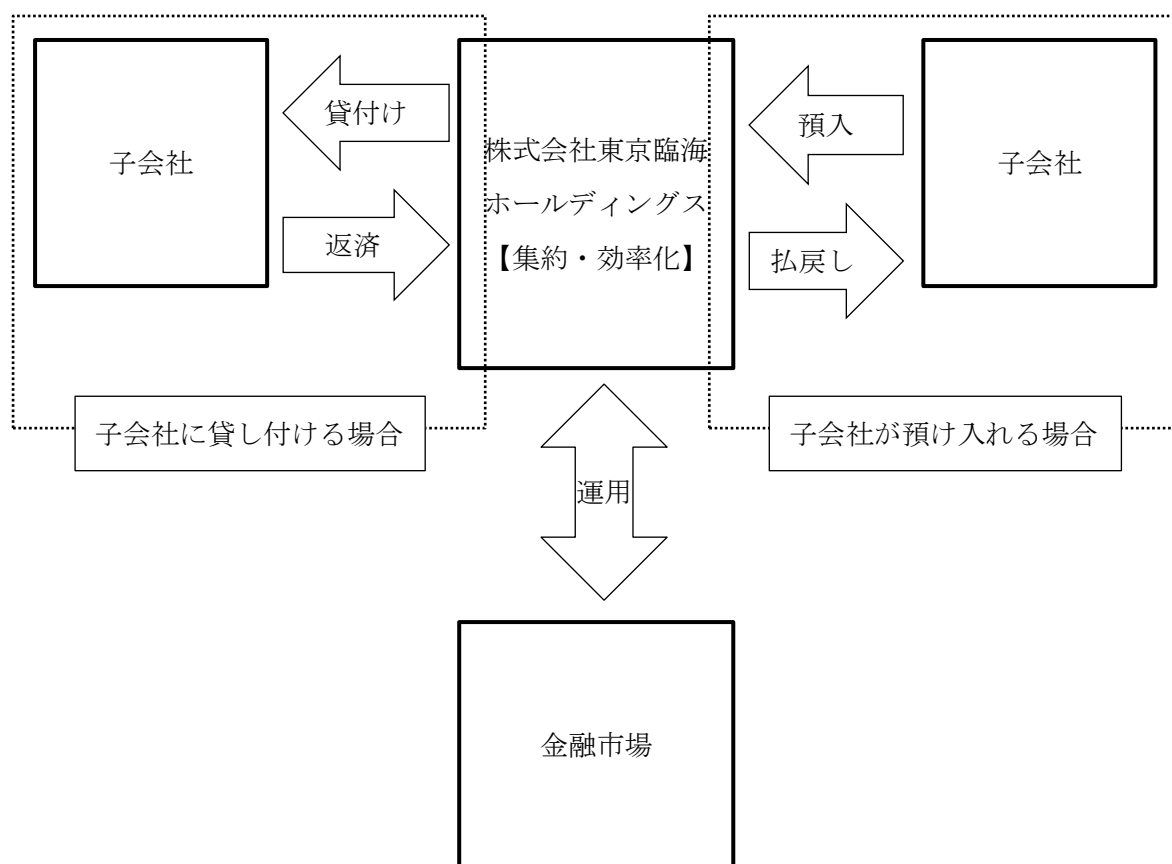 子会社
貸付け
返済
子会社に貸し付ける場合
株式会社東京臨海
ホールディングス
【集約・効率化】
預入
払戻し
子会社
子会社が預け入れる場合
運用
金融市場